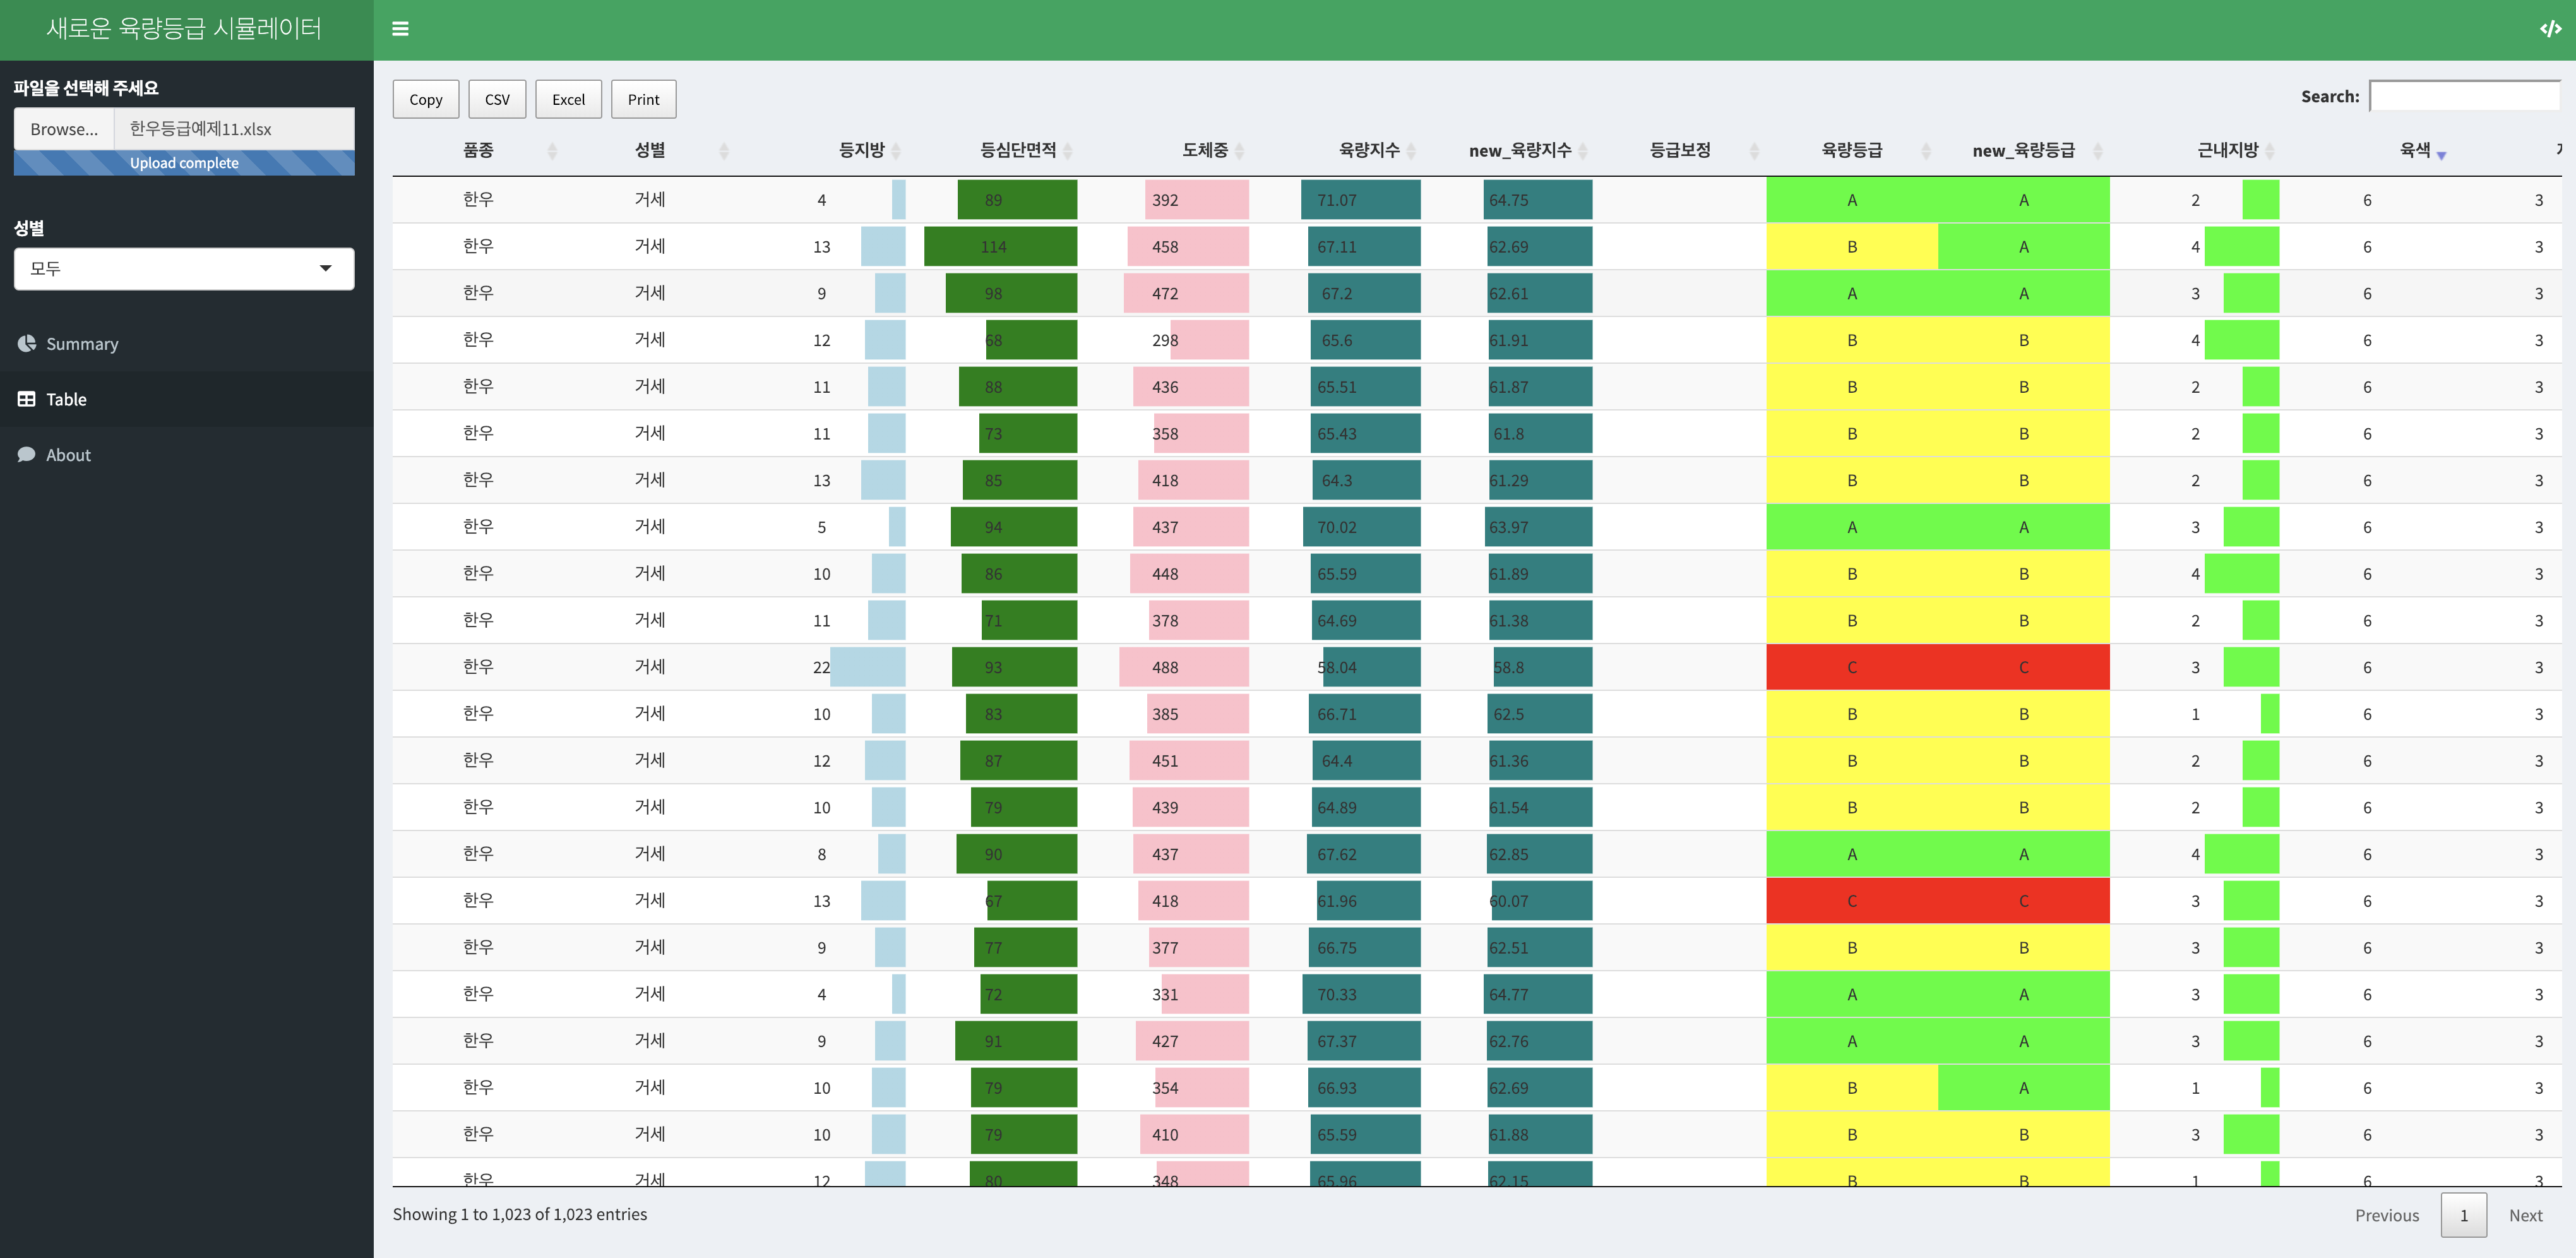 새로운 육량등급 시뮬레이터
파일을 선택해 주세요
Browse... 한우등급예제11.xlsx
Upload complete
성별
모두
Summary
Table
About
Copy CSV Excel Print
Search:
품종 성별 등지방 등심단면적 도체중 육량지수 new_육량지수 등급보정 육량등급 new_육량등급 근내지방 육색
한우 거세 4 89 392 71.07 64.75 A A 2 6 3
한우 거세 13 114 458 67.11 62.69 B A 4 6 3
한우 거세 9 98 472 67.2 62.61 A A 3 6 3
한우 거세 12 68 298 65.6 61.91 B B 4 6 3
한우 거세 11 88 436 65.51 61.87 B B 2 6 3
한우 거세 11 73 358 65.43 61.8 B B 2 6 3
한우 거세 13 85 418 64.3 61.29 B B 2 6 3
한우 거세 5 94 437 70.02 63.97 A A 3 6 3
한우 거세 10 86 448 65.59 61.89 B B 4 6 3
한우 거세 11 71 378 64.69 61.38 B B 2 6 3
한우 거세 22 93 488 58.04 58.8 C C 3 6 3
한우 거세 10 83 385 66.71 62.5 B B 1 6 3
한우 거세 12 87 451 64.4 61.36 B B 2 6 3
한우 거세 10 79 439 64.89 61.54 B B 2 6 3
한우 거세 8 90 437 67.62 62.85 A A 4 6 3
한우 거세 13 67 418 61.96 60.07 C C 3 6 3
한우 거세 9 77 377 66.75 62.51 B B 3 6 3
한우 거세 4 72 331 70.33 64.77 A A 3 6 3
한우 거세 9 91 427 67.37 62.76 A A 3 6 3
한우 거세 10 79 354 66.93 62.69 B A 1 6 3
한우 거세 10 79 410 65.59 61.88 B B 3 6 3
한우 거세 12 80 348 65.96 62.15 B B 1 6 3
Showing 1 to 1,023 of 1,023 entries
Previous 1 Next